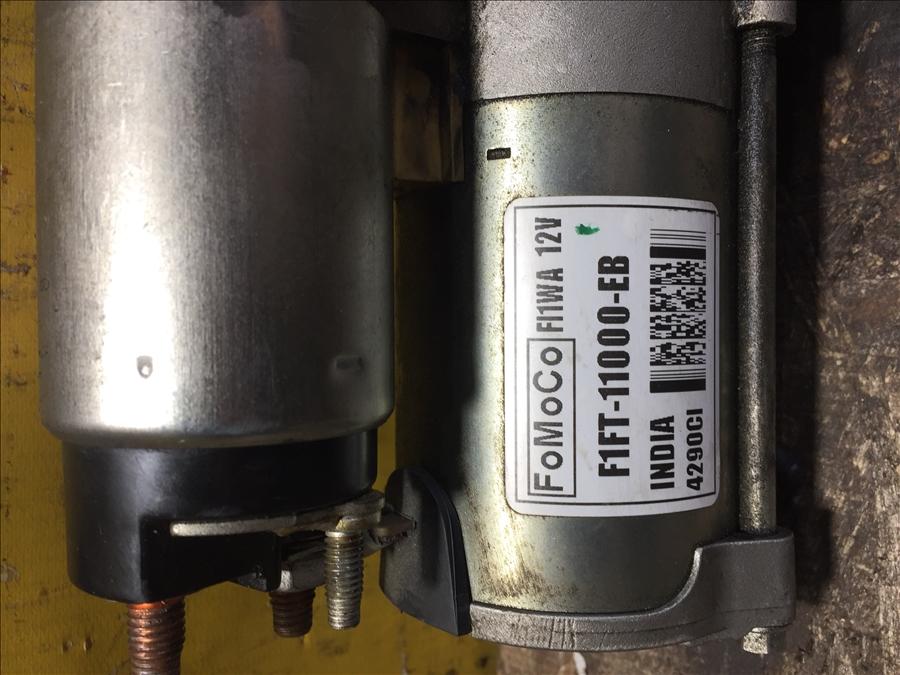 FoMoCo FI1WA 12V
F1FT-11000-EB
INDIA
4290CI